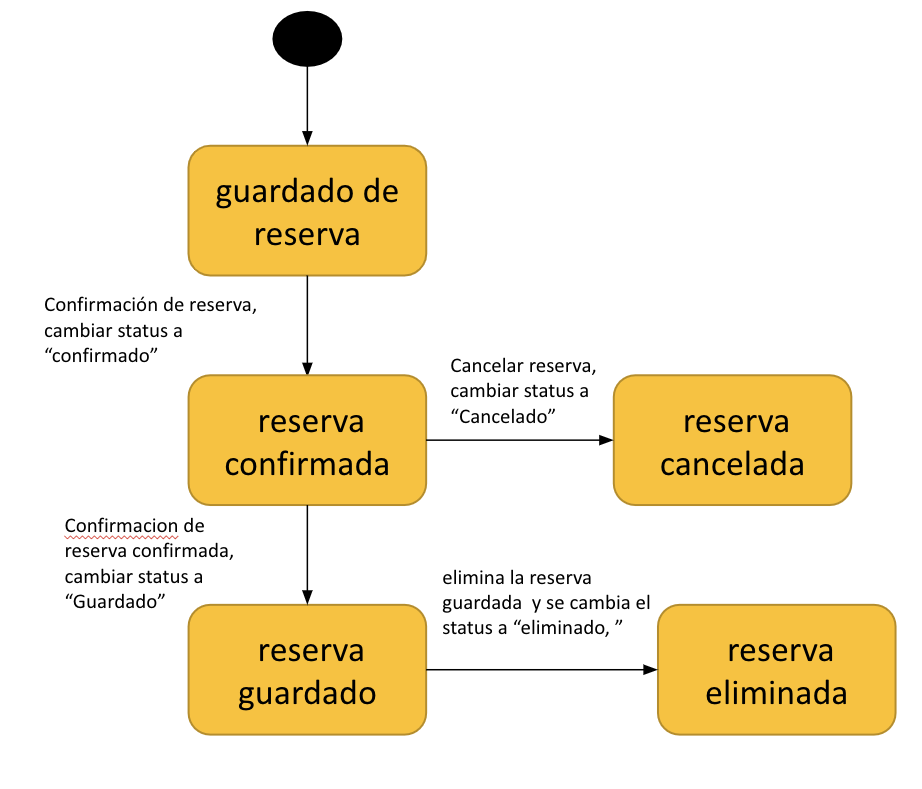 guardado de
reserva
Confirmación de reserva,
cambiar status a
“confirmado”
reserva
confirmada
Cancelar reserva,
cambiar status a
“Cancelado”
reserva
cancelada
Confirmacion de
reserva confirmada,
cambiar status a
“Guardado”
reserva
guardado
elimina la reserva
guardada  y se cambia el
status a “eliminado, ”
reserva
eliminada